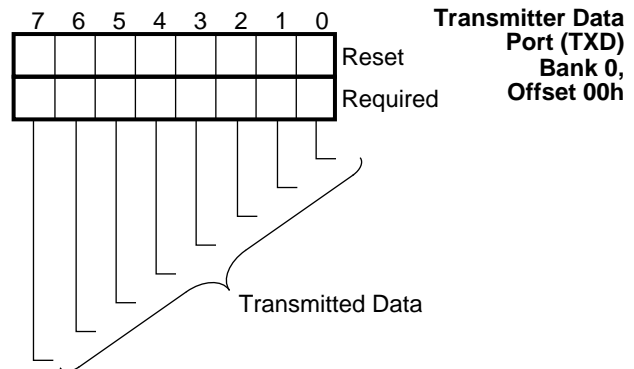 7 6 5 4 3 2 1 0
Reset
Required
Transmitter Data
Port (TXD)
Bank 0,
Offset 00h
Transmitted Data